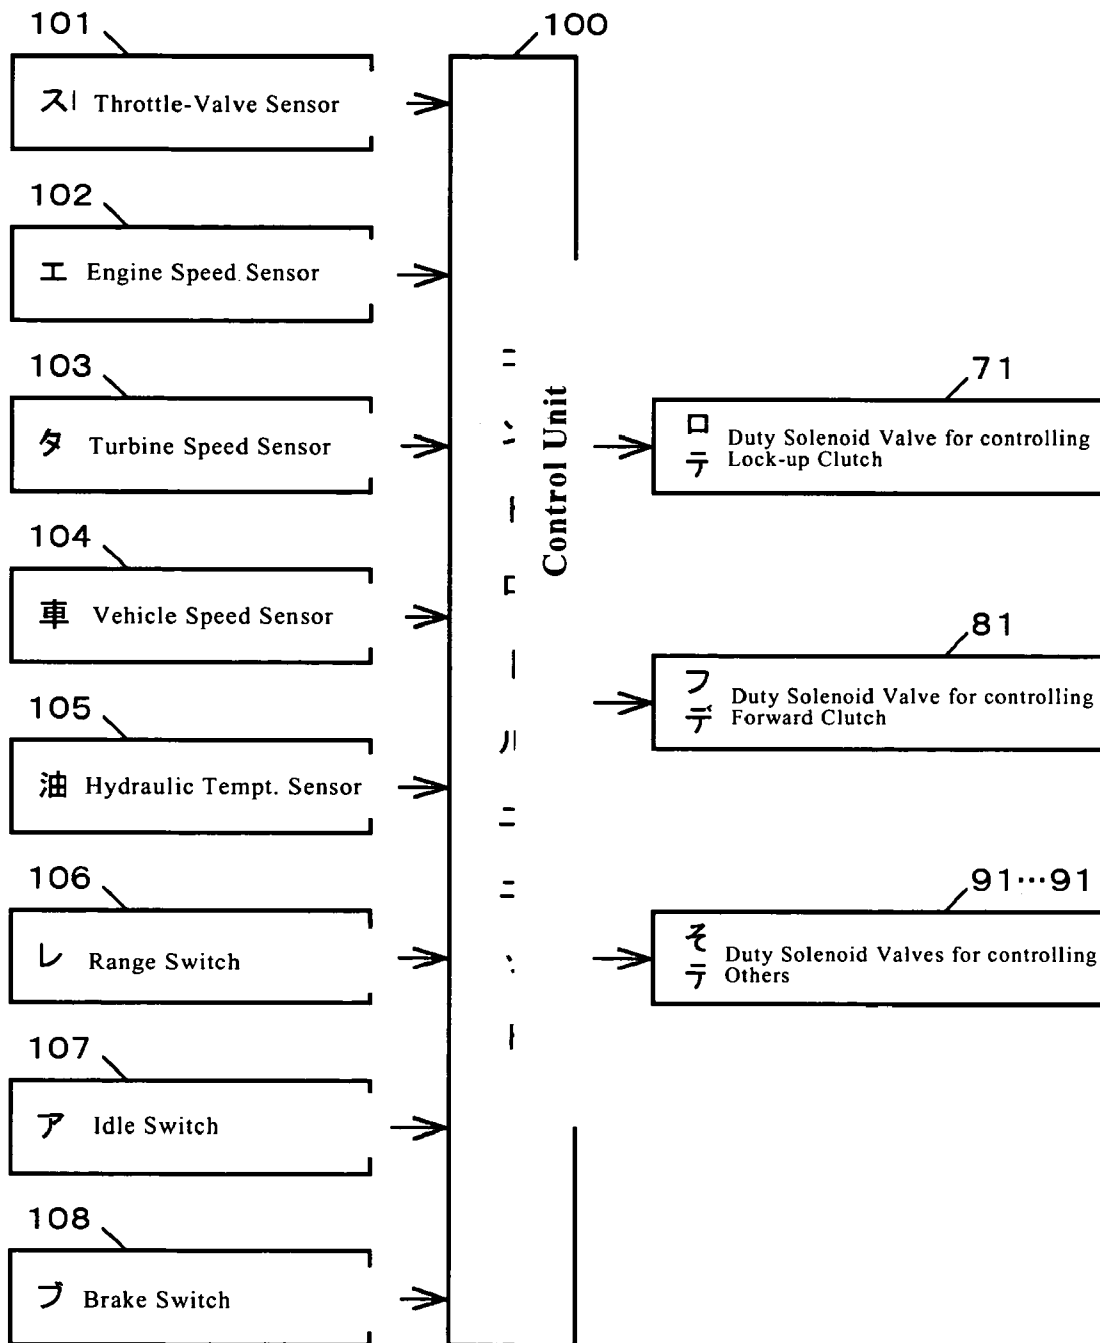 101
ス Throttle-Valve Sensor
102
エ Engine Speed Sensor
103
タ Turbine Speed Sensor
104
車 Vehicle Speed Sensor
105
油 Hydraulic Tempt. Sensor
106
レ Range Switch
107
ア Idle Switch
108
ブ Brake Switch
100
Control Unit
71
ロ Duty Solenoid Valve for controlling
デ Lock-up Clutch
81
フ Duty Solenoid Valve for controlling
デ Forward Clutch
91…91
そ Duty Solenoid Valves for controlling
デ Others